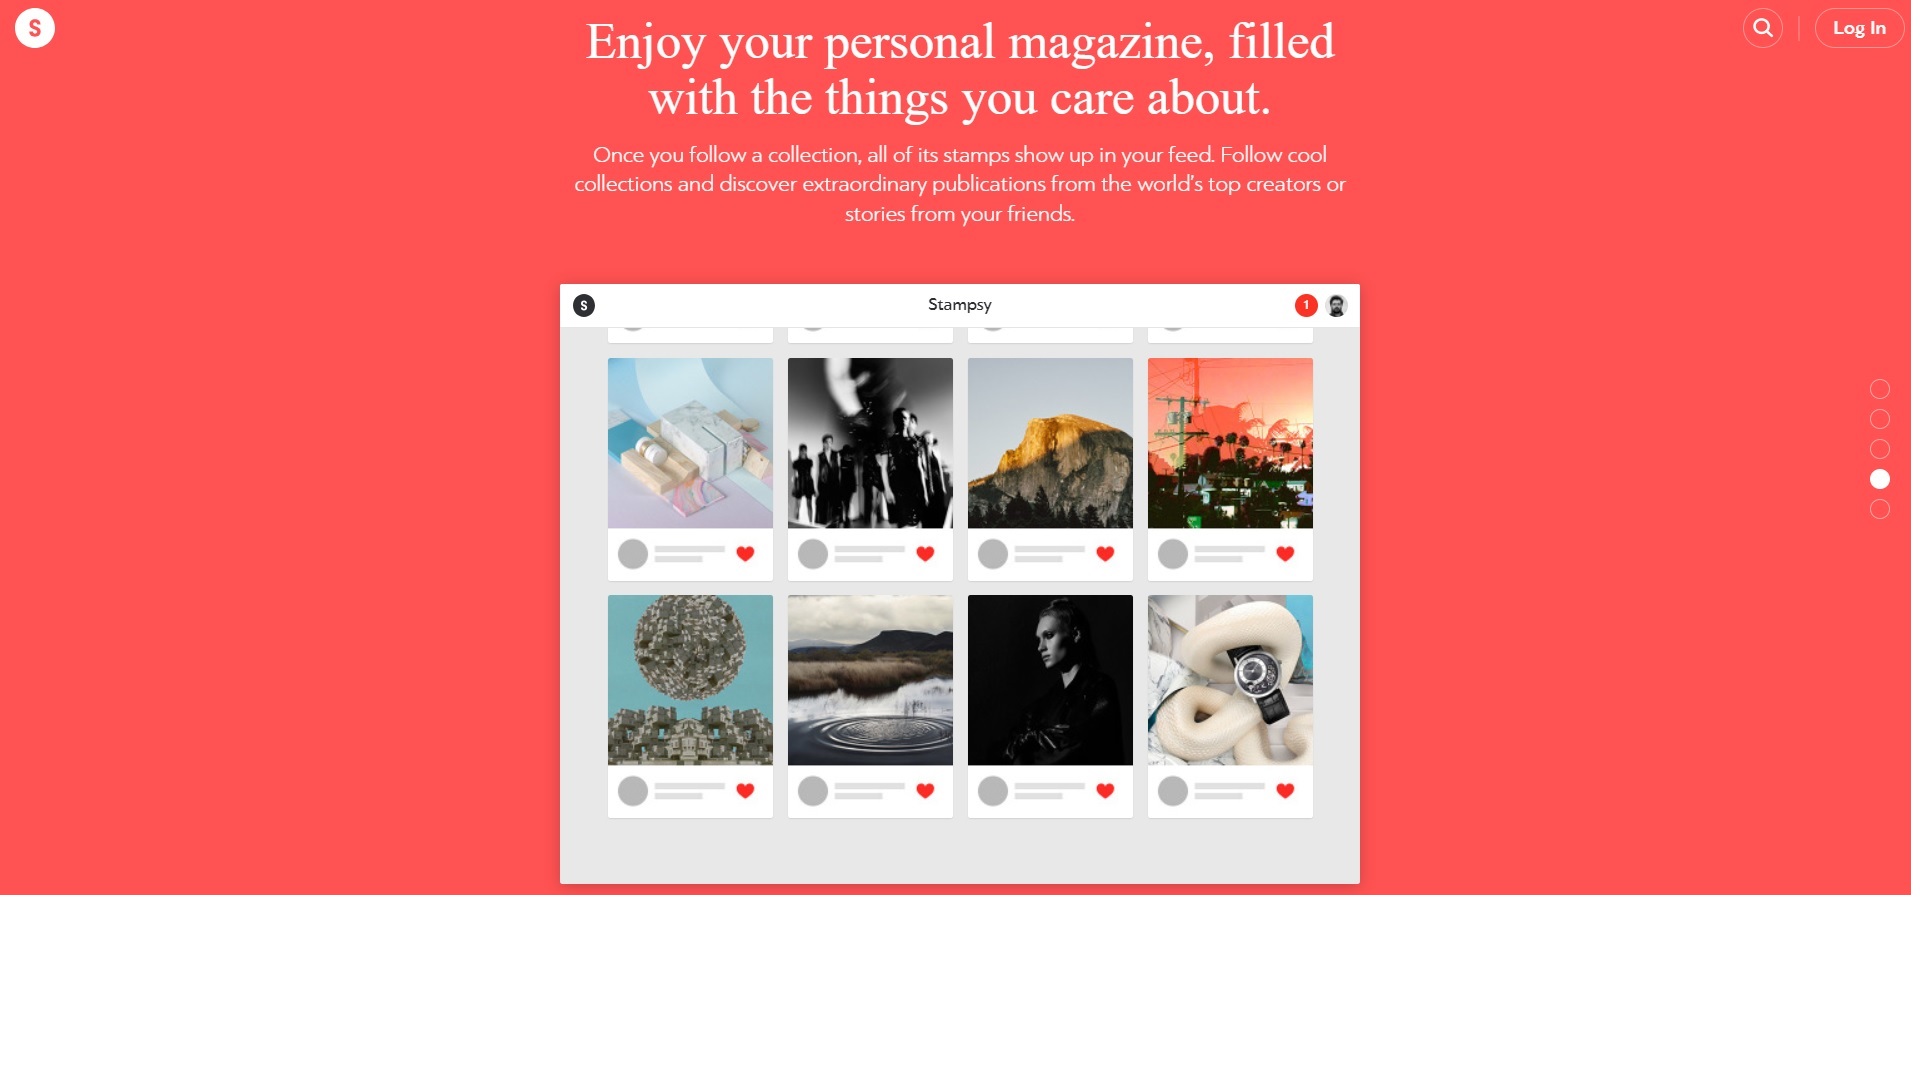 S
Log In
Enjoy your personal magazine, filled
with the things you care about.
Once you follow a collection, all of its stamps show up in your feed. Follow cool
collections and discover extraordinary publications from the world's top creators or
stories from your friends.
S
Stampsy
1